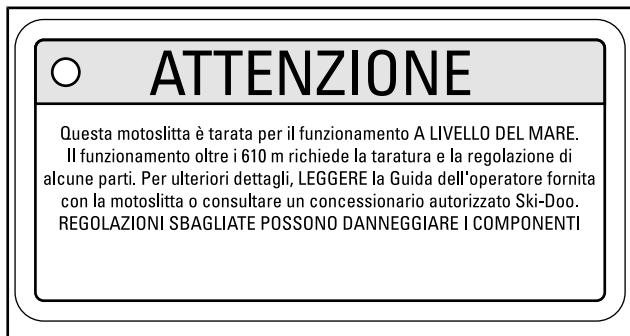 ATTENZIONE
Questa motoslitta è tarata per il funzionamento A LIVELLO DEL MARE.
Il funzionamento oltre i 610 m richiede la taratura e la regolazione di
alcune parti. Per ulteriori dettagli, LEGGERE la Guida dell'operatore fornita
con la motoslitta o consultare un concessionario autorizzato Ski-Doo.
REGOLAZIONI SBAGLIATE POSSONO DANNEGGIARE I COMPONENTI